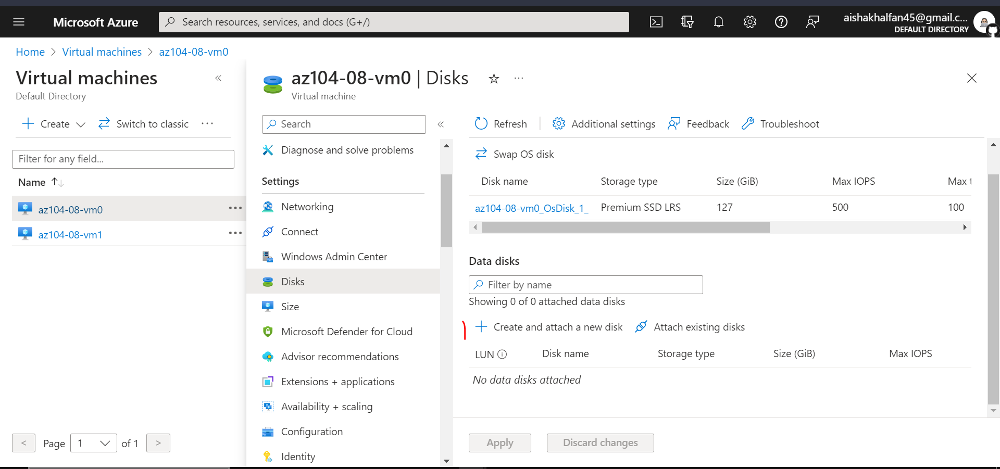 Microsoft Azure
Search resources, services, and docs (G+/)
aishakhalfan45@gmail.c...
DEFAULT DIRECTORY
Home > Virtual machines > az104-08-vm0
Virtual machines «
Default Directory
Create
Switch to classic ...
Filter for any field...
Name ↑↓
az104-08-vm0 ...
az104-08-vm1 ...
< Page 1 of 1 >
az104-08-vm0 | Disks ...
Virtual machine
Search «
Diagnose and solve problems
Settings
Networking
Connect
Windows Admin Center
Disks
Size
Microsoft Defender for Cloud
Advisor recommendations
Extensions + applications
Availability + scaling
Configuration
Identity
Refresh | Additional settings Feedback Troubleshoot
Swap OS disk
Disk name Storage type Size (GiB) Max IOPS Max t
az104-08-vm0_OsDisk_1_ Premium SSD LRS 127 500 100
Data disks
Filter by name
Showing 0 of 0 attached data disks
Create and attach a new disk Attach existing disks
LUN Disk name Storage type Size (GiB) Max IOPS
No data disks attached
Apply Discard changes